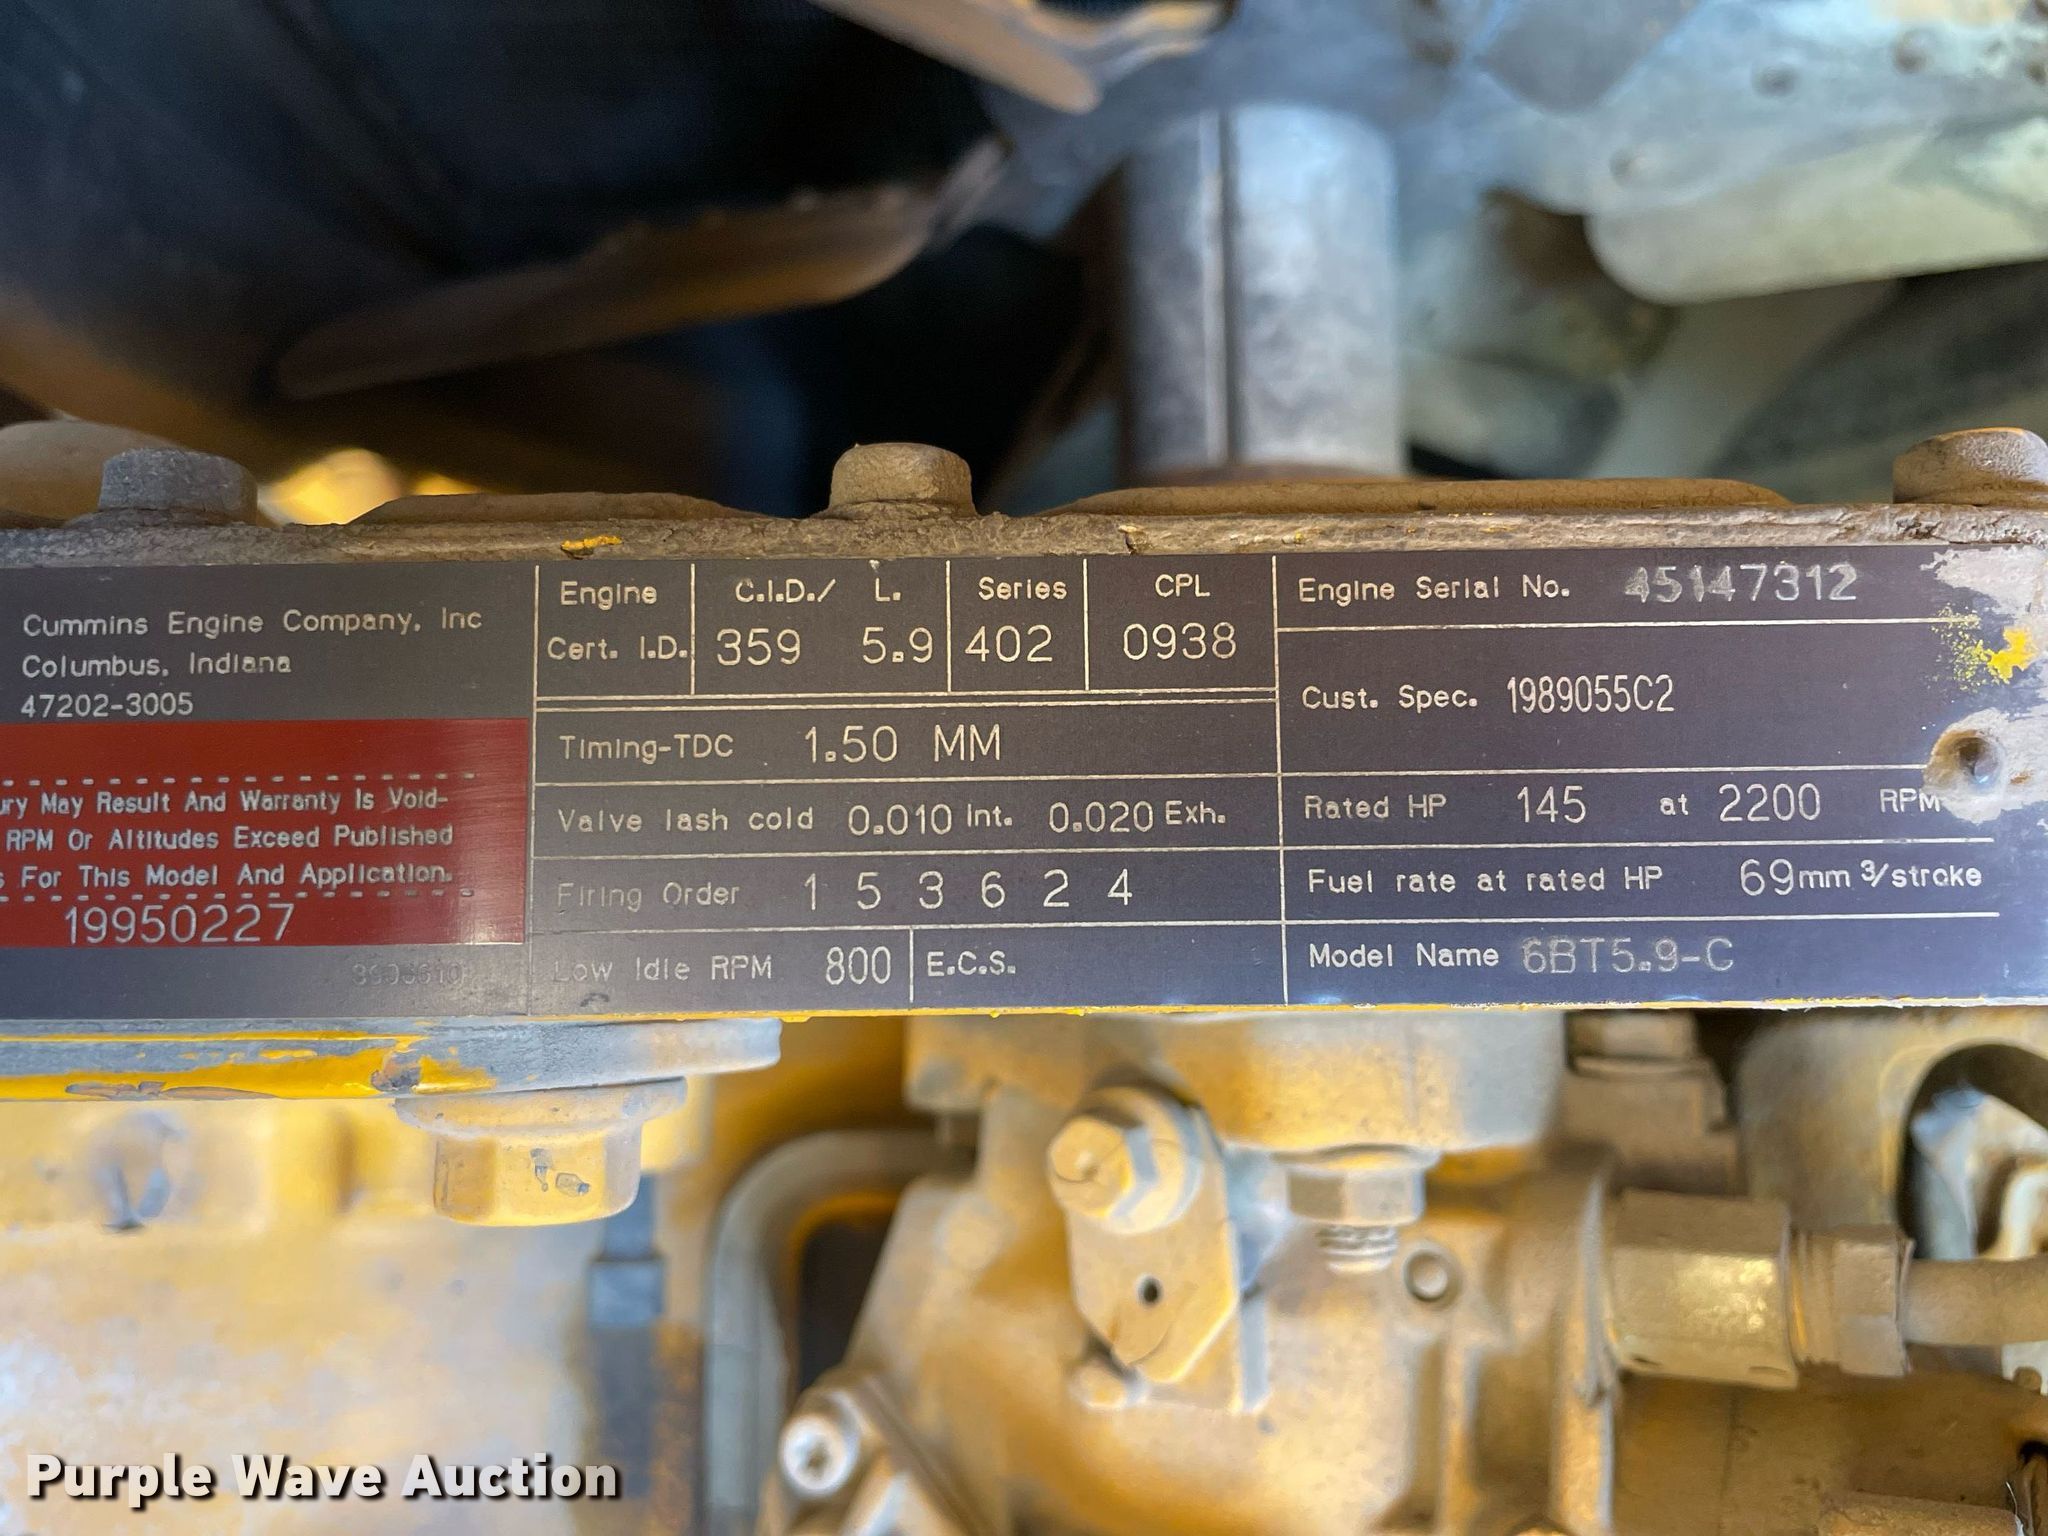 Cummins Engine Company, Inc
Columbus, Indiana
47202-3005
ury May Result And Warranty Is Void-
RPM Or Altitudes Exceed Published
s For This Model And Application.
19950227
Engine
Cert. I.D.
C.I.D./ L.
359 5.9
Series
402
CPL
0938
Timing-TDC 1.50 MM
Valve lash cold 0.010 Int. 0.020 Exh.
Firing Order 1 5 3 6 2 4
Low Idle RPM 800 E.C.S.
Engine Serial No. 45147312
Cust. Spec. 1989055C2
Rated HP 145 at 2200 RPM
Fuel rate at rated HP 69mm ³/stroke
Model Name 6BT5.9-C
Purple Wave Auction